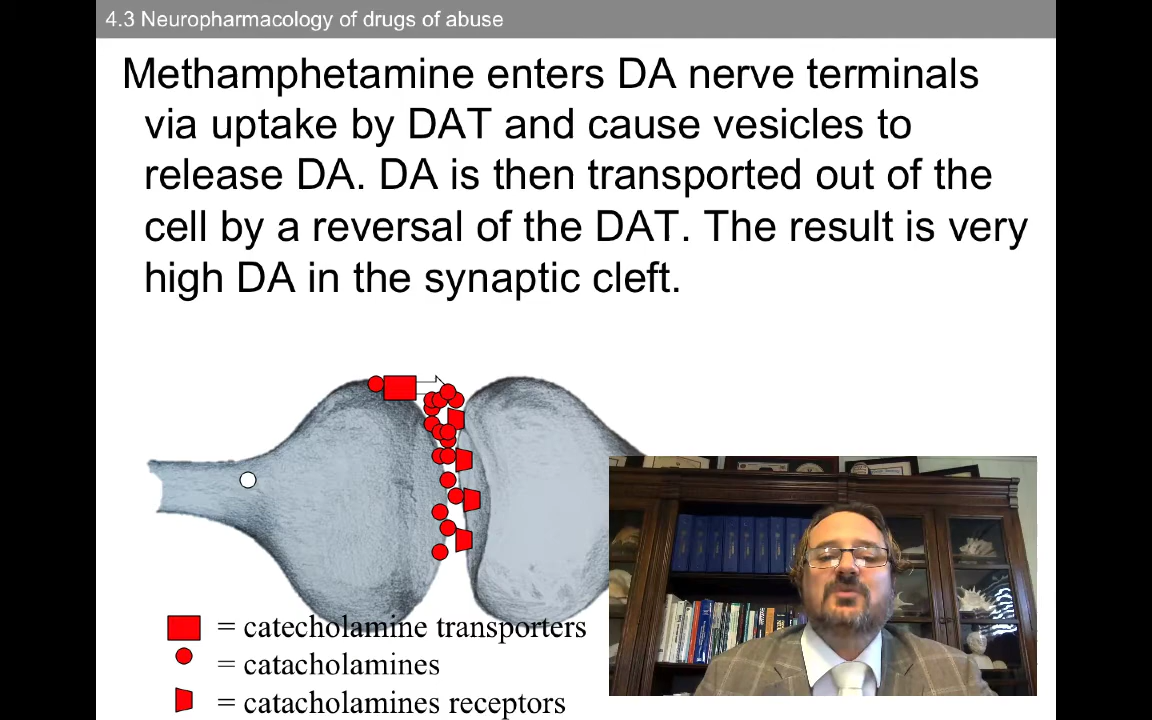 4.3 Neuropharmacology of drugs of abuse
Methamphetamine enters DA nerve terminals
via uptake by DAT and cause vesicles to
release DA. DA is then transported out of the
cell by a reversal of the DAT. The result is very
high DA in the synaptic cleft.
= catecholamine transporters
= catacholamines
= catacholamines receptors